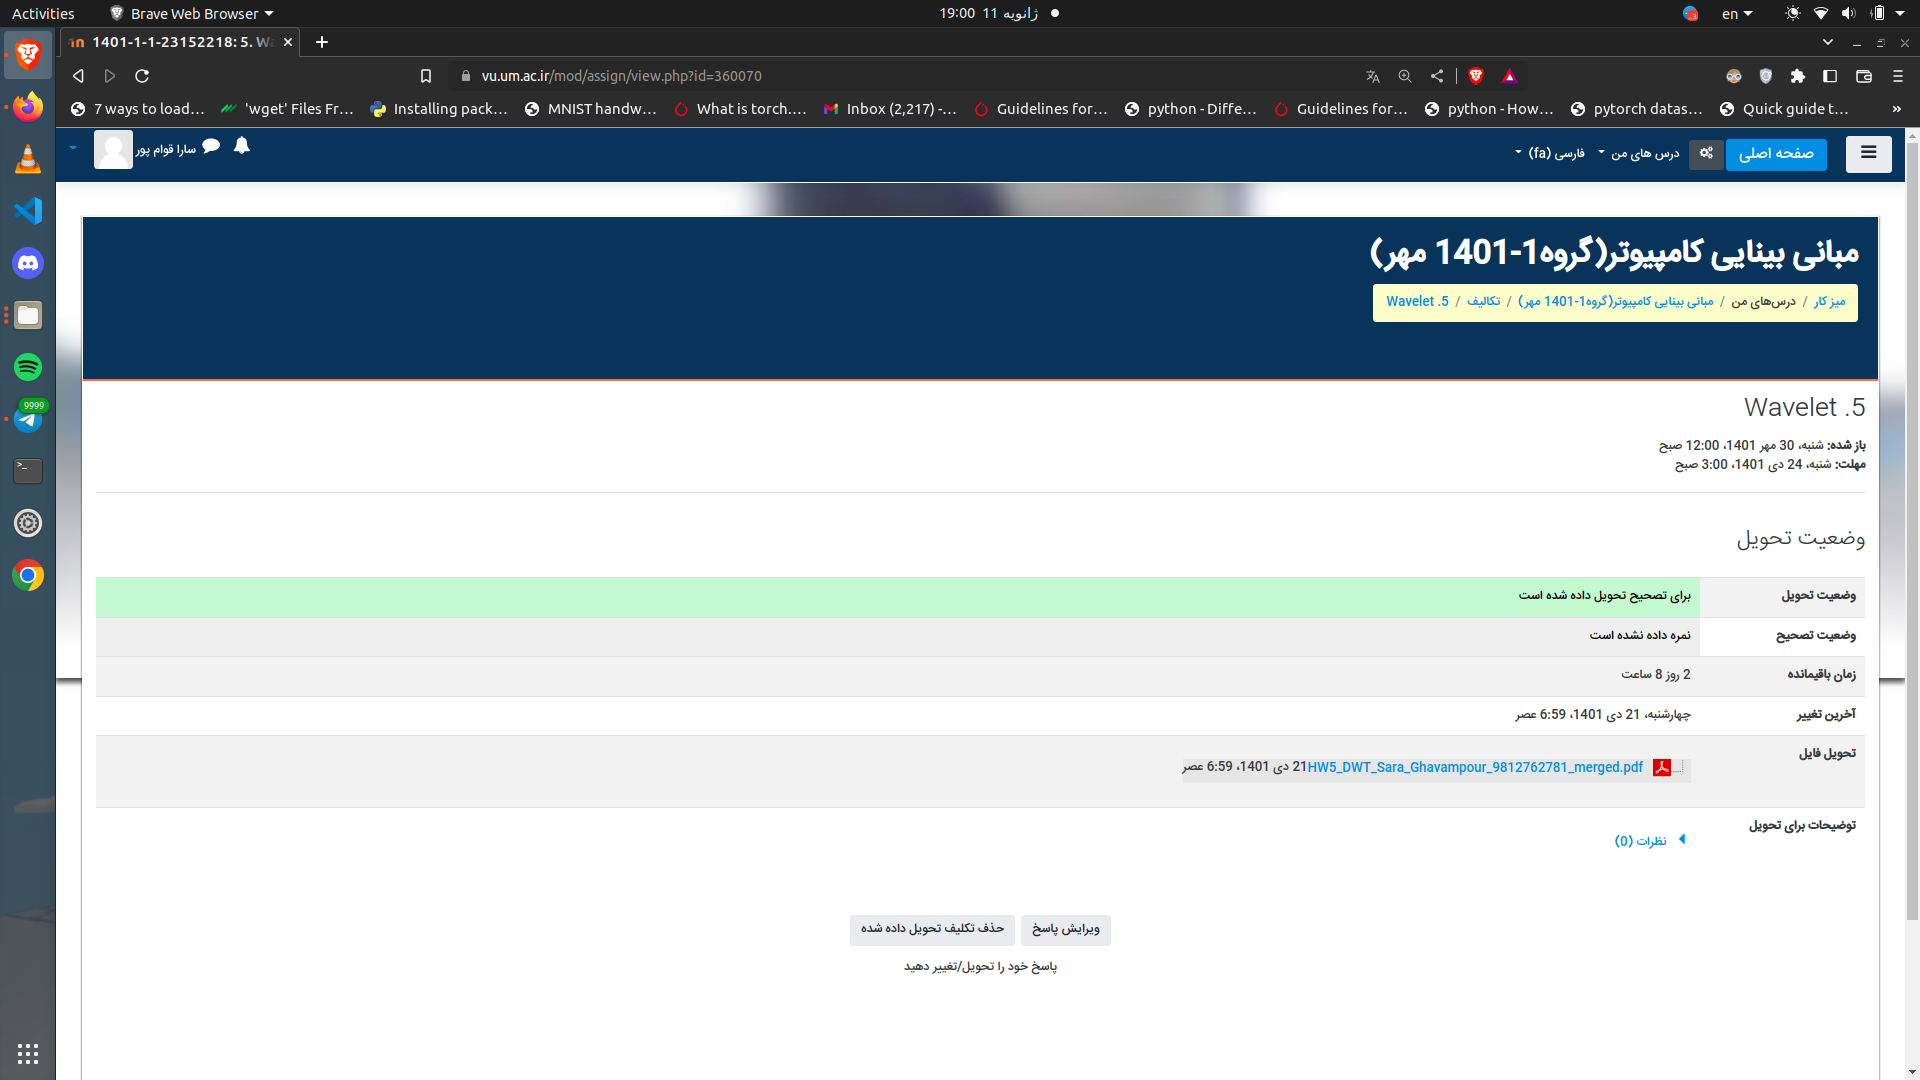 Activities
Brave Web Browser
19:00 ژانویه 11
en
1401-1-1-23152218: 5. Wa
vu.um.ac.ir/mod/assign/view.php?id=360070
7 ways to load…
'wget' Files Fr…
Installing pack…
MNIST handw…
What is torch.…
Inbox (2,217) -…
Guidelines for…
python - Diffe…
Guidelines for…
python - How…
pytorch datas…
Quick guide t…
»
صفحه اصلی
درس های من
فارسی ‎(fa)‎
سارا قوام پور
مبانی بینایی کامپیوتر(گروه1-1401 مهر)
میز کار / درس‌های من / مبانی بینایی کامپیوتر(گروه1-1401 مهر) / تکالیف / Wavelet .5
9999
Wavelet .5
باز شده: شنبه، 30 مهر 1401، 12:00 صبح
مهلت: شنبه، 24 دی 1401، 3:00 صبح
وضعیت تحویل
وضعیت تحویل
برای تصحیح تحویل داده شده است
وضعیت تصحیح
نمره داده نشده است
زمان باقیمانده
2 روز 8 ساعت
آخرین تغییر
چهارشنبه، 21 دی 1401، 6:59 عصر
تحویل فایل
HW5_DWT_Sara_Ghavampour_9812762781_merged.pdf
21 دی 1401، 6:59 عصر
توضیحات برای تحویل
نظرات (0)
ویرایش پاسخ
حذف تکلیف تحویل داده شده
پاسخ خود را تحویل/تغییر دهید